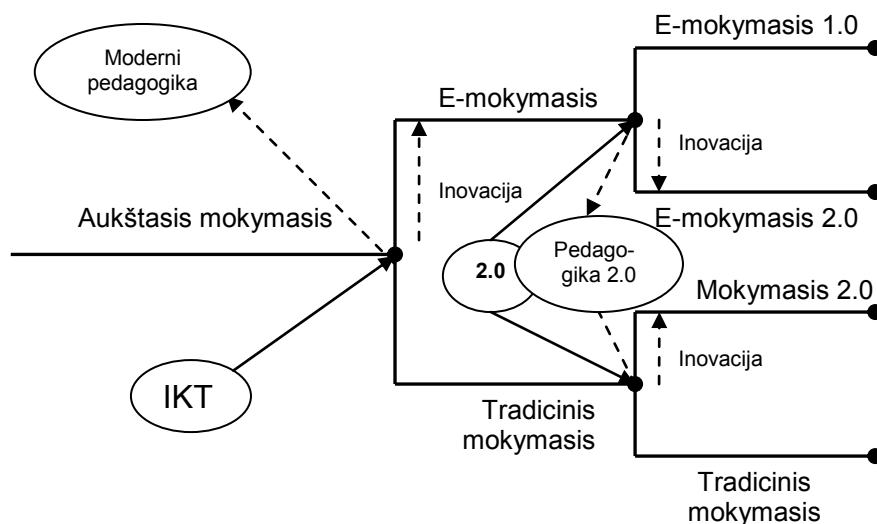 E-mokymasis 1.0
Moderni
pedagogika
E-mokymasis
Inovacija
Inovacija
Aukštasis mokymasis
E-mokymasis 2.0
2.0
Pedago-
gika 2.0
Mokymasis 2.0
Inovacija
IKT
Tradicinis
mokymasis
Tradicinis
mokymasis